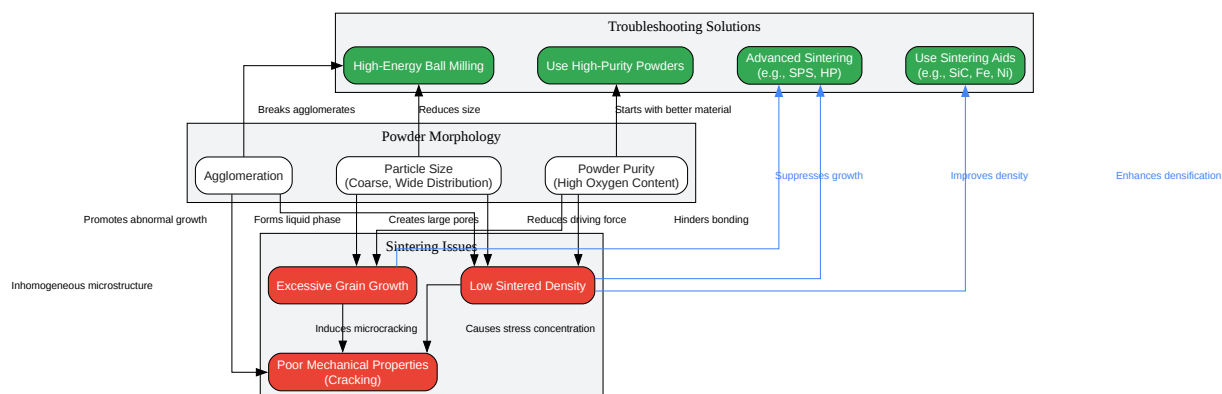 Troubleshooting Solutions
High-Energy Ball Milling
Use High-Purity Powders
Advanced Sintering
(e.g., SPS, HP)
Use Sintering Aids
(e.g., SiC, Fe, Ni)
Breaks agglomerates
Reduces size
Starts with better material
Powder Morphology
Agglomeration
Particle Size
(Coarse, Wide Distribution)
Powder Purity
(High Oxygen Content)
Suppresses growth
Improves density
Enhances densification
Promotes abnormal growth
Forms liquid phase
Creates large pores
Reduces driving force
Hinders bonding
Sintering Issues
Excessive Grain Growth
Low Sintered Density
Inhomogeneous microstructure
Induces microcracking
Causes stress concentration
Poor Mechanical Properties
(Cracking)